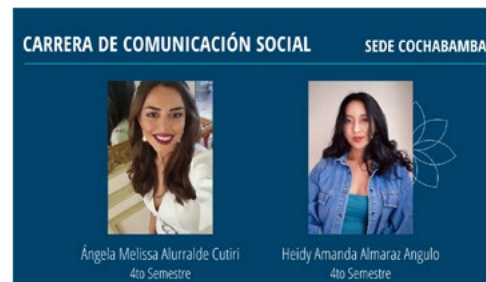 CARRERA DE COMUNICACIÓN SOCIAL
SEDE COCHABAMBA
Ángela Melissa Alurralde Cutiri
4to Semestre
Heidy Amanda Almaraz Angulo
4to Semestre